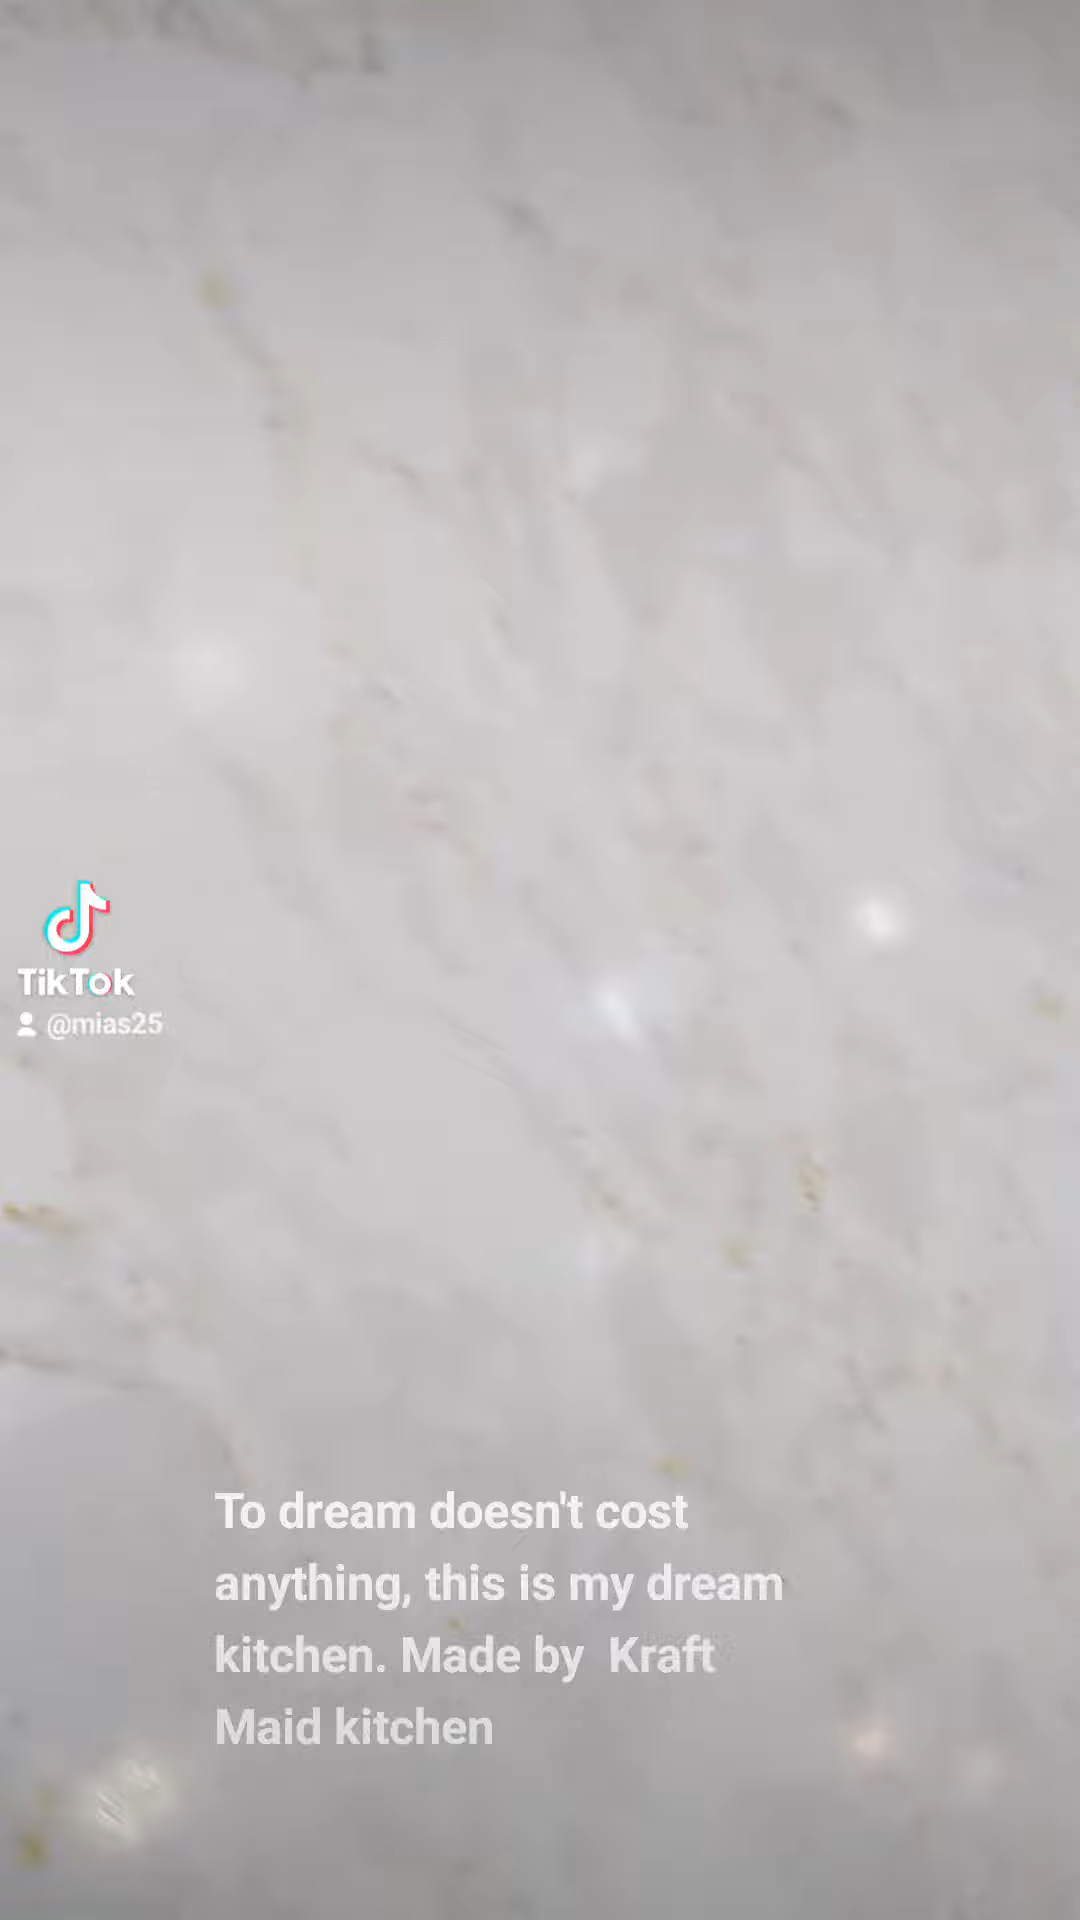 TikTok
@mias25
To dream doesn't cost
anything, this is my dream
kitchen. Made by  Kraft
Maid kitchen